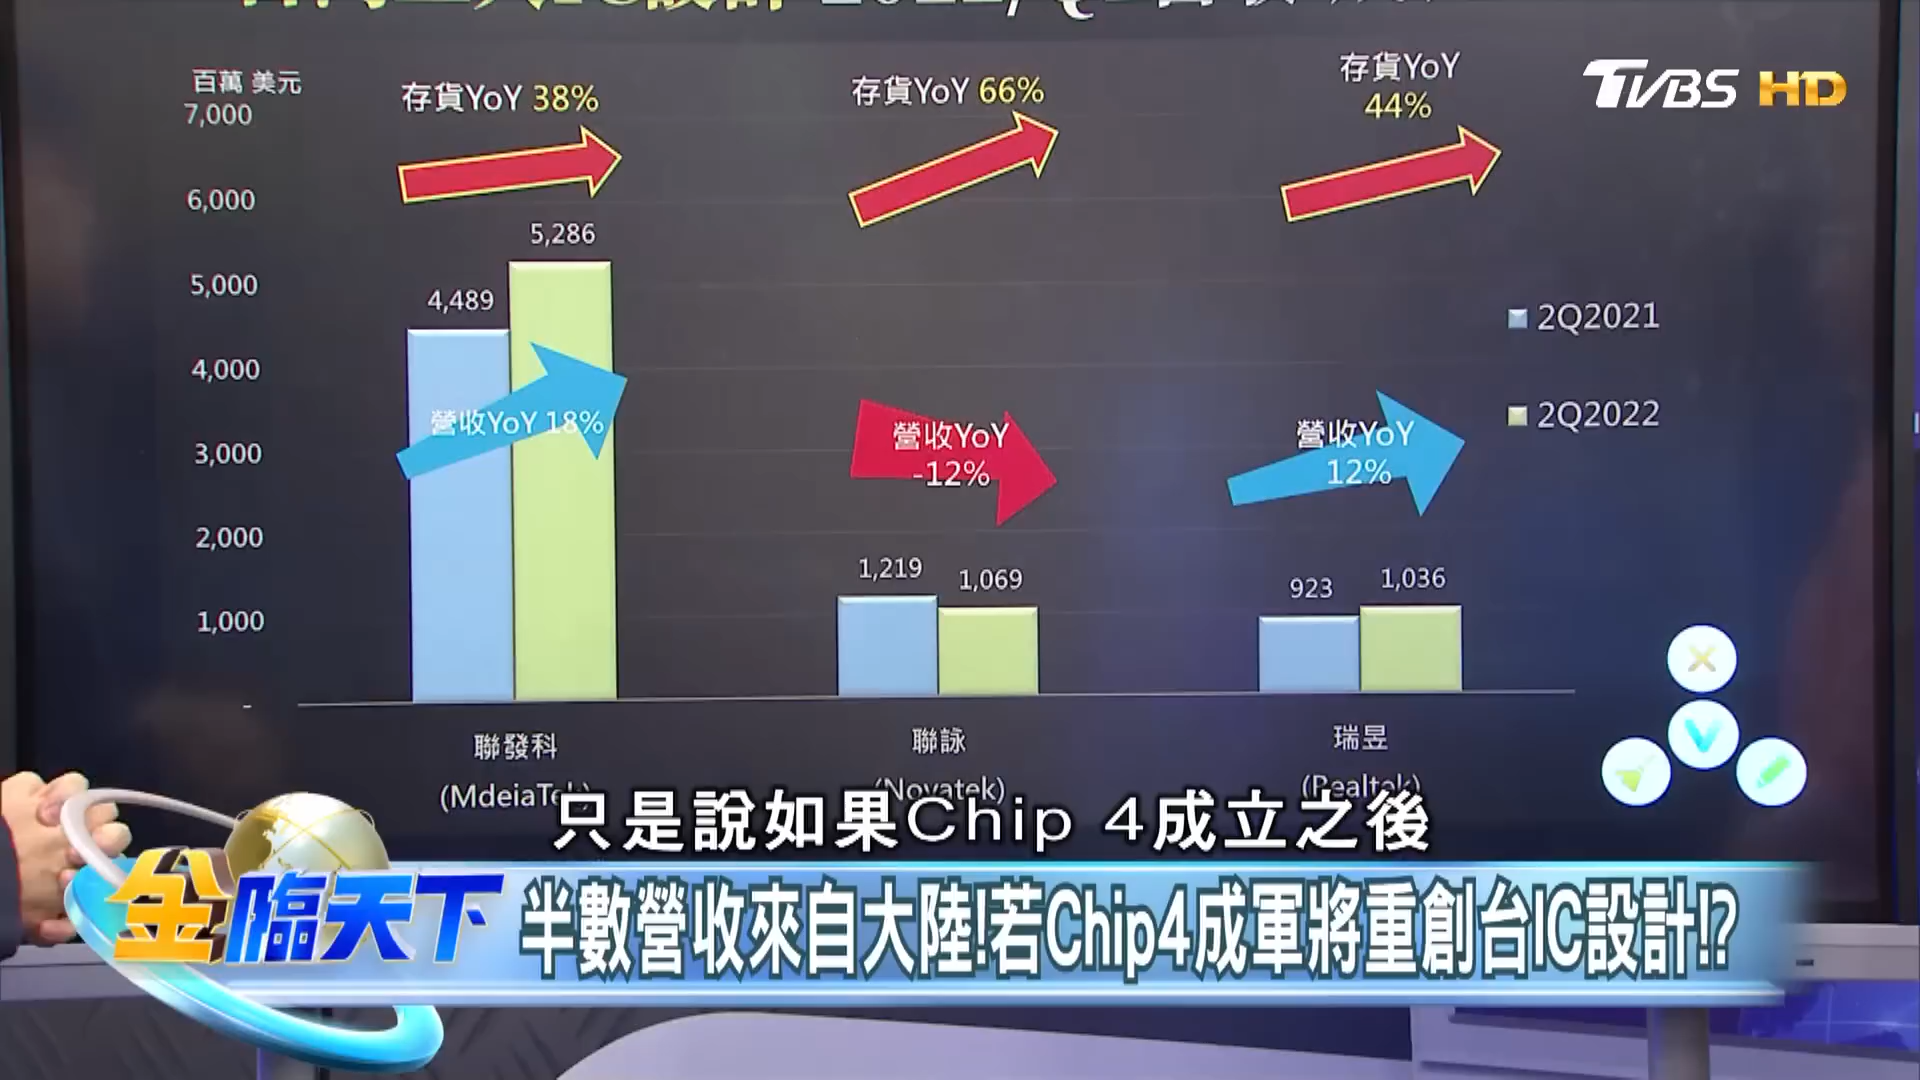 百萬 美元
7,000
6,000
5,000
4,000
3,000
2,000
1,000
-
存貨YoY 38%
存貨YoY 66%
存貨YoY
44%
TVBS HD
5,286
4,489
營收YoY 18%
營收YoY
-12%
營收YoY
12%
2Q2021
2Q2022
1,219
1,069
923
1,036
聯發科
聯詠
瑞昱
(MdeiaTek)
(Novatek)
(Realtek)
只是說如果Chip 4成立之後
金臨天下
半數營收來自大陸!若Chip4成軍將重創台IC設計!?